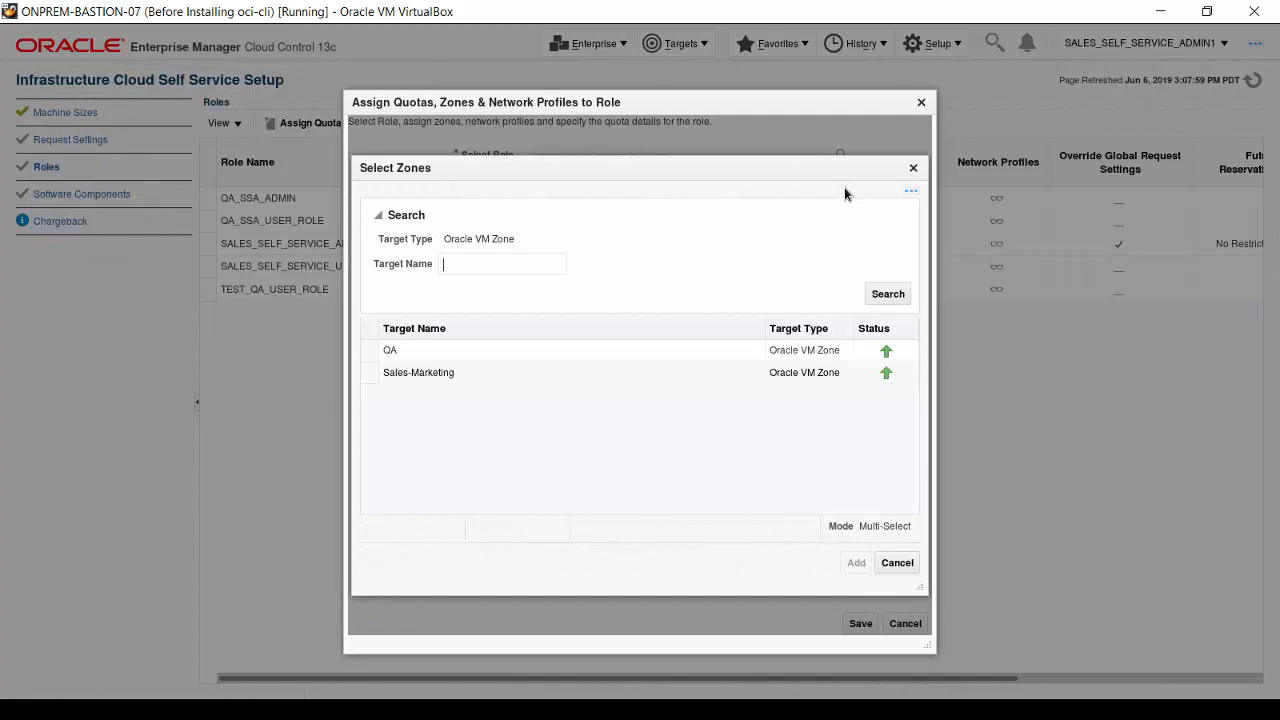 ONPREM-BASTION-07 (Before Installing oci-cli) [Running] - Oracle VM VirtualBox
ORACLE Enterprise Manager Cloud Control 13c
Enterprise Targets Favorites History Setup SALES_SELF_SERVICE_ADMIN1
Infrastructure Cloud Self Service Setup
Page Refreshed Jun 6, 2019 3:07:59 PM PDT
Machine Sizes
Request Settings
Roles
Software Components
Chargeback
Roles
View Assign Quota
Role Name Network Profiles Override Global Request Settings Fut
Reservati
QA_SSA_ADMIN
QA_SSA_USER_ROLE
SALES_SELF_SERVICE_A No Restric
SALES_SELF_SERVICE_U
TEST_QA_USER_ROLE
Assign Quotas, Zones & Network Profiles to Role
Select Role, assign zones, network profiles and specify the quota details for the role.
* Select Role
Select Zones
Search
Target Type Oracle VM Zone
Target Name
Search
Target Name Target Type Status
QA Oracle VM Zone
Sales-Marketing Oracle VM Zone
Mode Multi-Select
Add Cancel
Save Cancel